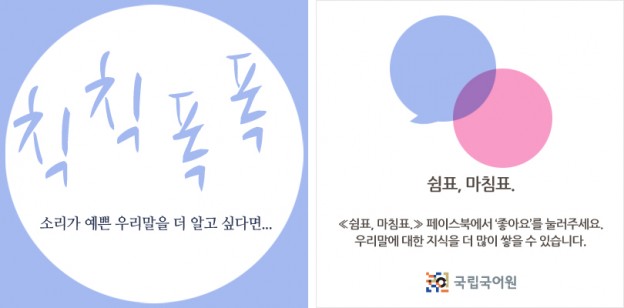 칙칙폭폭
소리가 예쁜 우리말을 더 알고 싶다면...
쉼표, 마침표.
≪쉼표, 마침표.≫ 페이스북에서 '좋아요'를 눌러주세요.
우리말에 대한 지식을 더 많이 쌓을 수 있습니다.
국립국어원